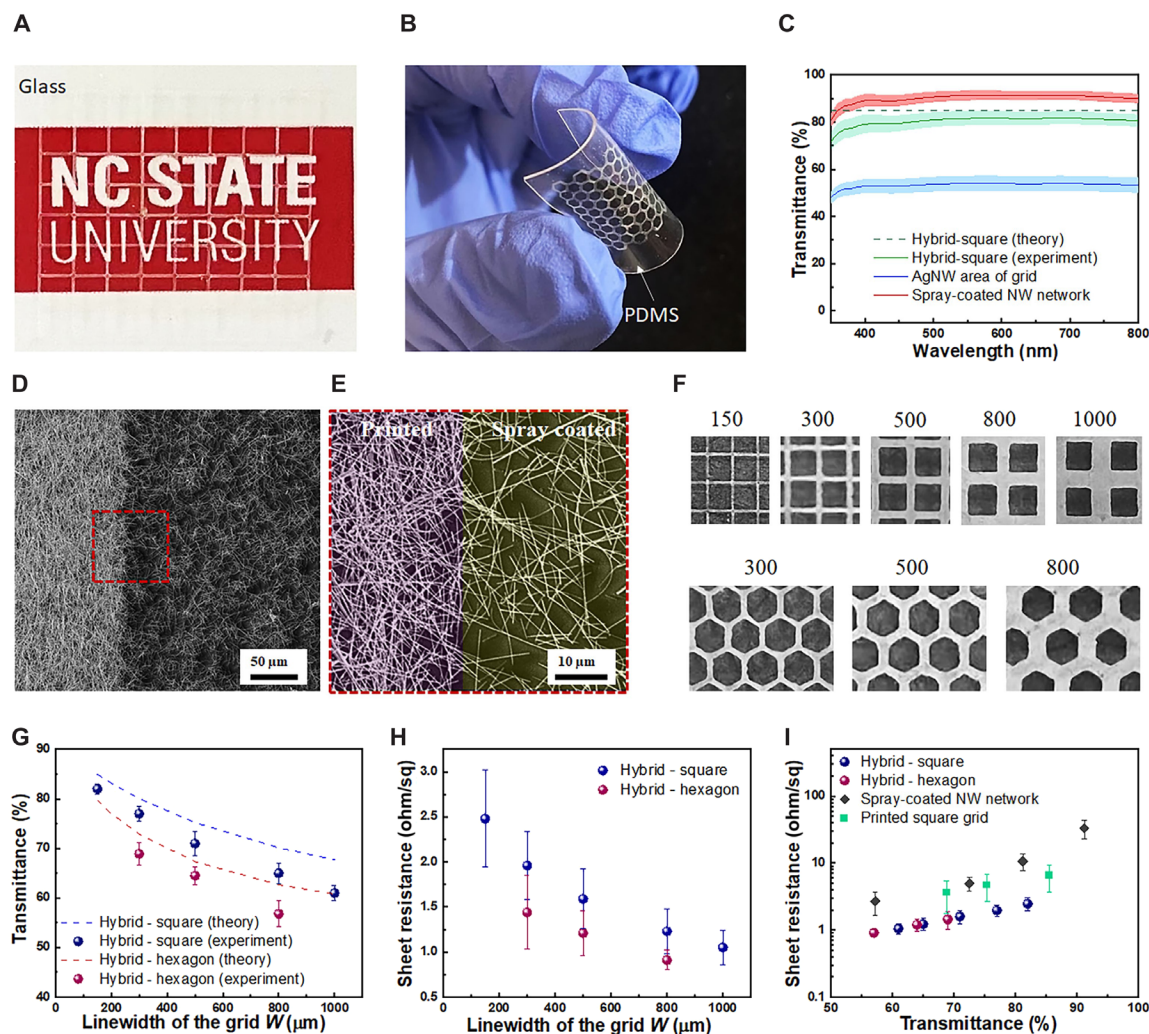 A
B
C
Glass
NC STATE
UNIVERSITY
PDMS
Transmittance (%)
100
80
60
40
20
0
Hybrid-square (theory)
Hybrid-square (experiment)
AgNW area of grid
Spray-coated NW network
400
500
600
700
800
Wavelength (nm)
D
E
F
50 μm
Printed
Spray coated
10 μm
150
300
500
800
1000
300
500
800
G
H
I
Tansmittance (%)
90
80
70
60
50
40
Hybrid - square (theory)
Hybrid - square (experiment)
Hybrid - hexagon (theory)
Hybrid - hexagon (experiment)
0
200
400
600
800
1000
Linewidth of the grid W (μm)
Sheet resistance (ohm/sq)
3.0
2.5
2.0
1.5
1.0
0.5
Hybrid - square
Hybrid - hexagon
0
200
400
600
800
1000
Linewidth of the grid W (μm)
Sheet resistance (ohm/sq)
100
10
1
0.1
Hybrid - square
Hybrid - hexagon
Spray-coated NW network
Printed square grid
50
60
70
80
90
100
Transmittance (%)